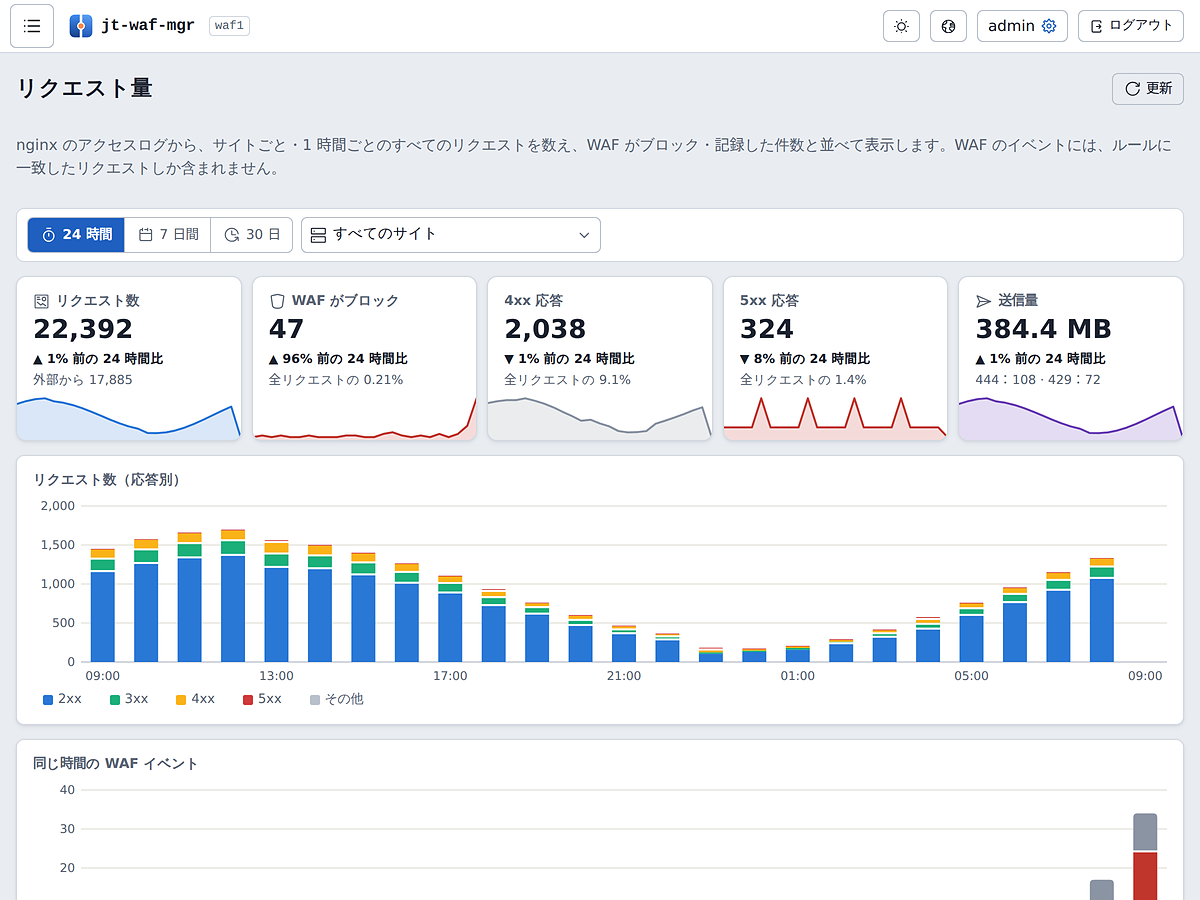 jt-waf-mgr waf1 admin ログアウト
リクエスト量 更新
nginx のアクセスログから、サイトごと・1 時間ごとのすべてのリクエストを数え、WAF がブロック・記録した件数と並べて表示します。WAF のイベントには、ルールに
一致したリクエストしか含まれません。
24 時間 7 日間 30 日 すべてのサイト
リクエスト数
22,392
▲ 1% 前の 24 時間比
外部から 17,885
WAF がブロック
47
▲ 96% 前の 24 時間比
全リクエストの 0.21%
4xx 応答
2,038
▼ 1% 前の 24 時間比
全リクエストの 9.1%
5xx 応答
324
▼ 8% 前の 24 時間比
全リクエストの 1.4%
送信量
384.4 MB
▲ 1% 前の 24 時間比
444：108 · 429：72
リクエスト数（応答別）
2,000
1,500
1,000
500
0
09:00 13:00 17:00 21:00 01:00 05:00 09:00
2xx 3xx 4xx 5xx その他
同じ時間の WAF イベント
40
30
20